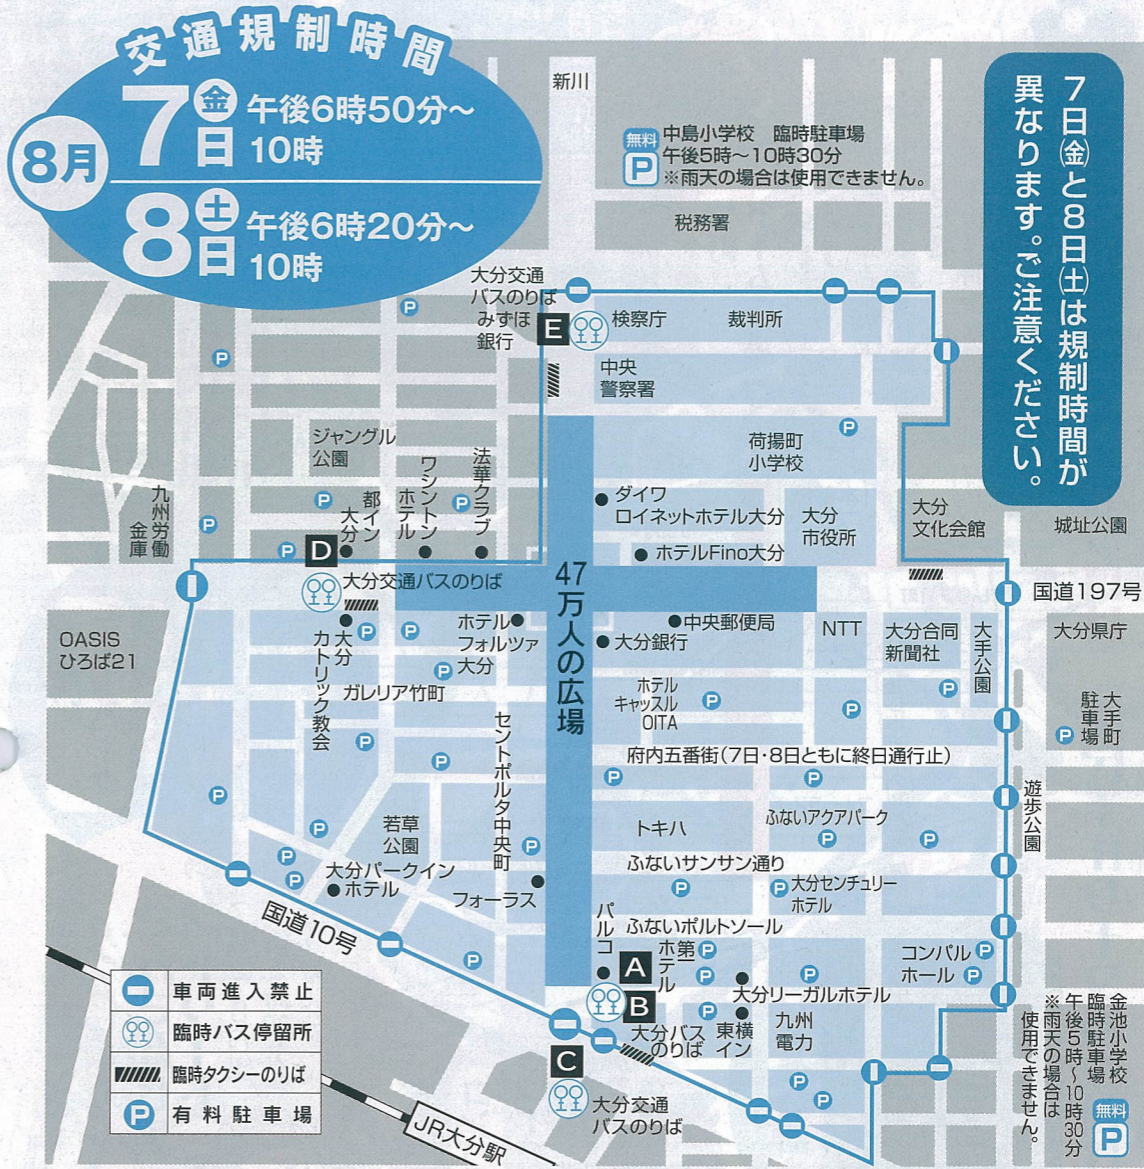 交通規制時間
8月
7日
金
午後6時50分～
10時
8日
土
午後6時20分～
10時
7日(金)と8日(土)は規制時間が
異なります。ご注意ください。
新川
無料
P
中島小学校 臨時駐車場
午後5時～10時30分
※雨天の場合は使用できません。
税務署
大分交通
バスのりば
みずほ
銀行
E
検察庁
裁判所
中央
警察署
P
P
ジャングル
公園
荷揚町
小学校
P
九州労働
金庫
P
P
P
都イン
大分
ワシントン
ホテル
P
法華クラブ
ダイワ
ロイネットホテル大分
大分
市役所
大分
文化会館
城址公園
D
ホテルFino大分
大分交通バスのりば
47万人の広場
国道197号
OASIS
ひろば21
大分
カトリック教会
P
P
ホテル
フォルツァ
大分
P
中央郵便局
大分銀行
NTT
大分合同
新聞社
P
大手公園
大分県庁
ガレリア竹町
ホテル
キャッスル
OITA
P
P
大手町
駐車場
P
P
P
セントポルタ中央町
府内五番街(7日・8日ともに終日通行止)
P
P
遊歩公園
P
P
若草
公園
P
トキハ
ふないアクアパーク
P
P
P
P
大分パークイン
ホテル
フォーラス
ふないサンサン通り
P
P
大分センチュリー
ホテル
国道10号
パルコ
ふないポルトソール
P
A
第一
ホテル
P
P
P
コンパル
ホール
P
P
B
大分リーガルホテル
P
大分バス
のりば
東横
イン
九州
電力
金池小学校
臨時駐車場
午後5時～10時30分
※雨天の場合は
使用できません。
無料
P
C
大分交通
バスのりば
P
P
JR大分駅
車両進入禁止
臨時バス停留所
臨時タクシーのりば
P
有料駐車場